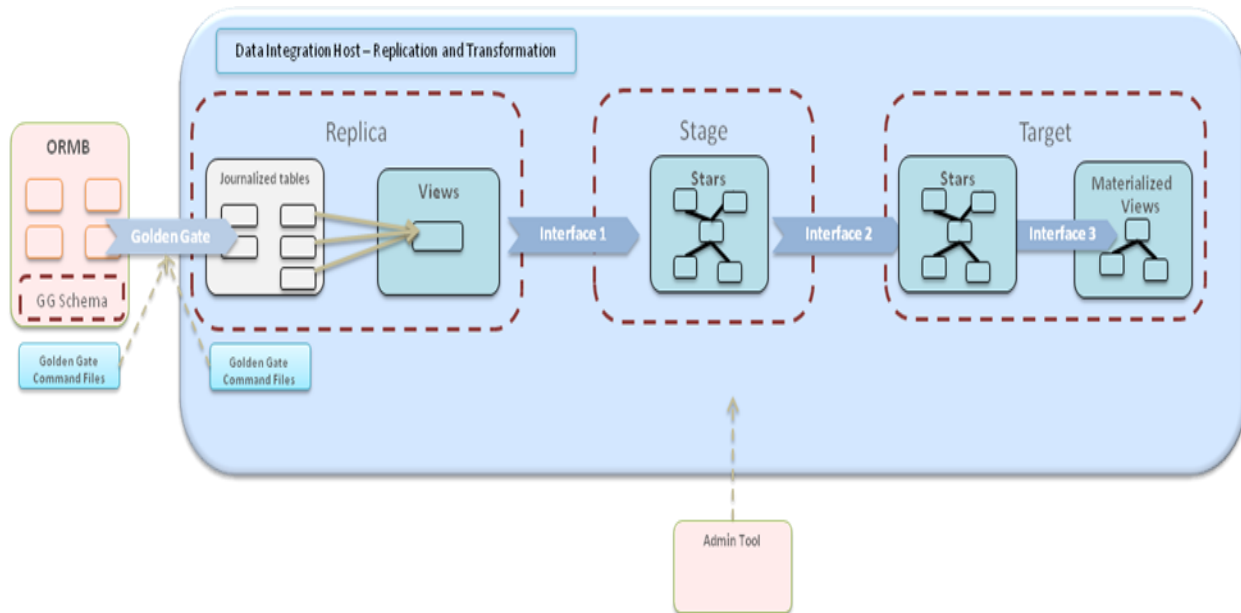 Data Integration Host – Replication and Transformation
ORMB
GG Schema
Golden Gate
Golden Gate
Command Files
Golden Gate
Command Files
Replica
Journalized tables
Views
Interface 1
Stage
Stars
Interface 2
Target
Stars
Interface 3
Materialized
Views
Admin Tool